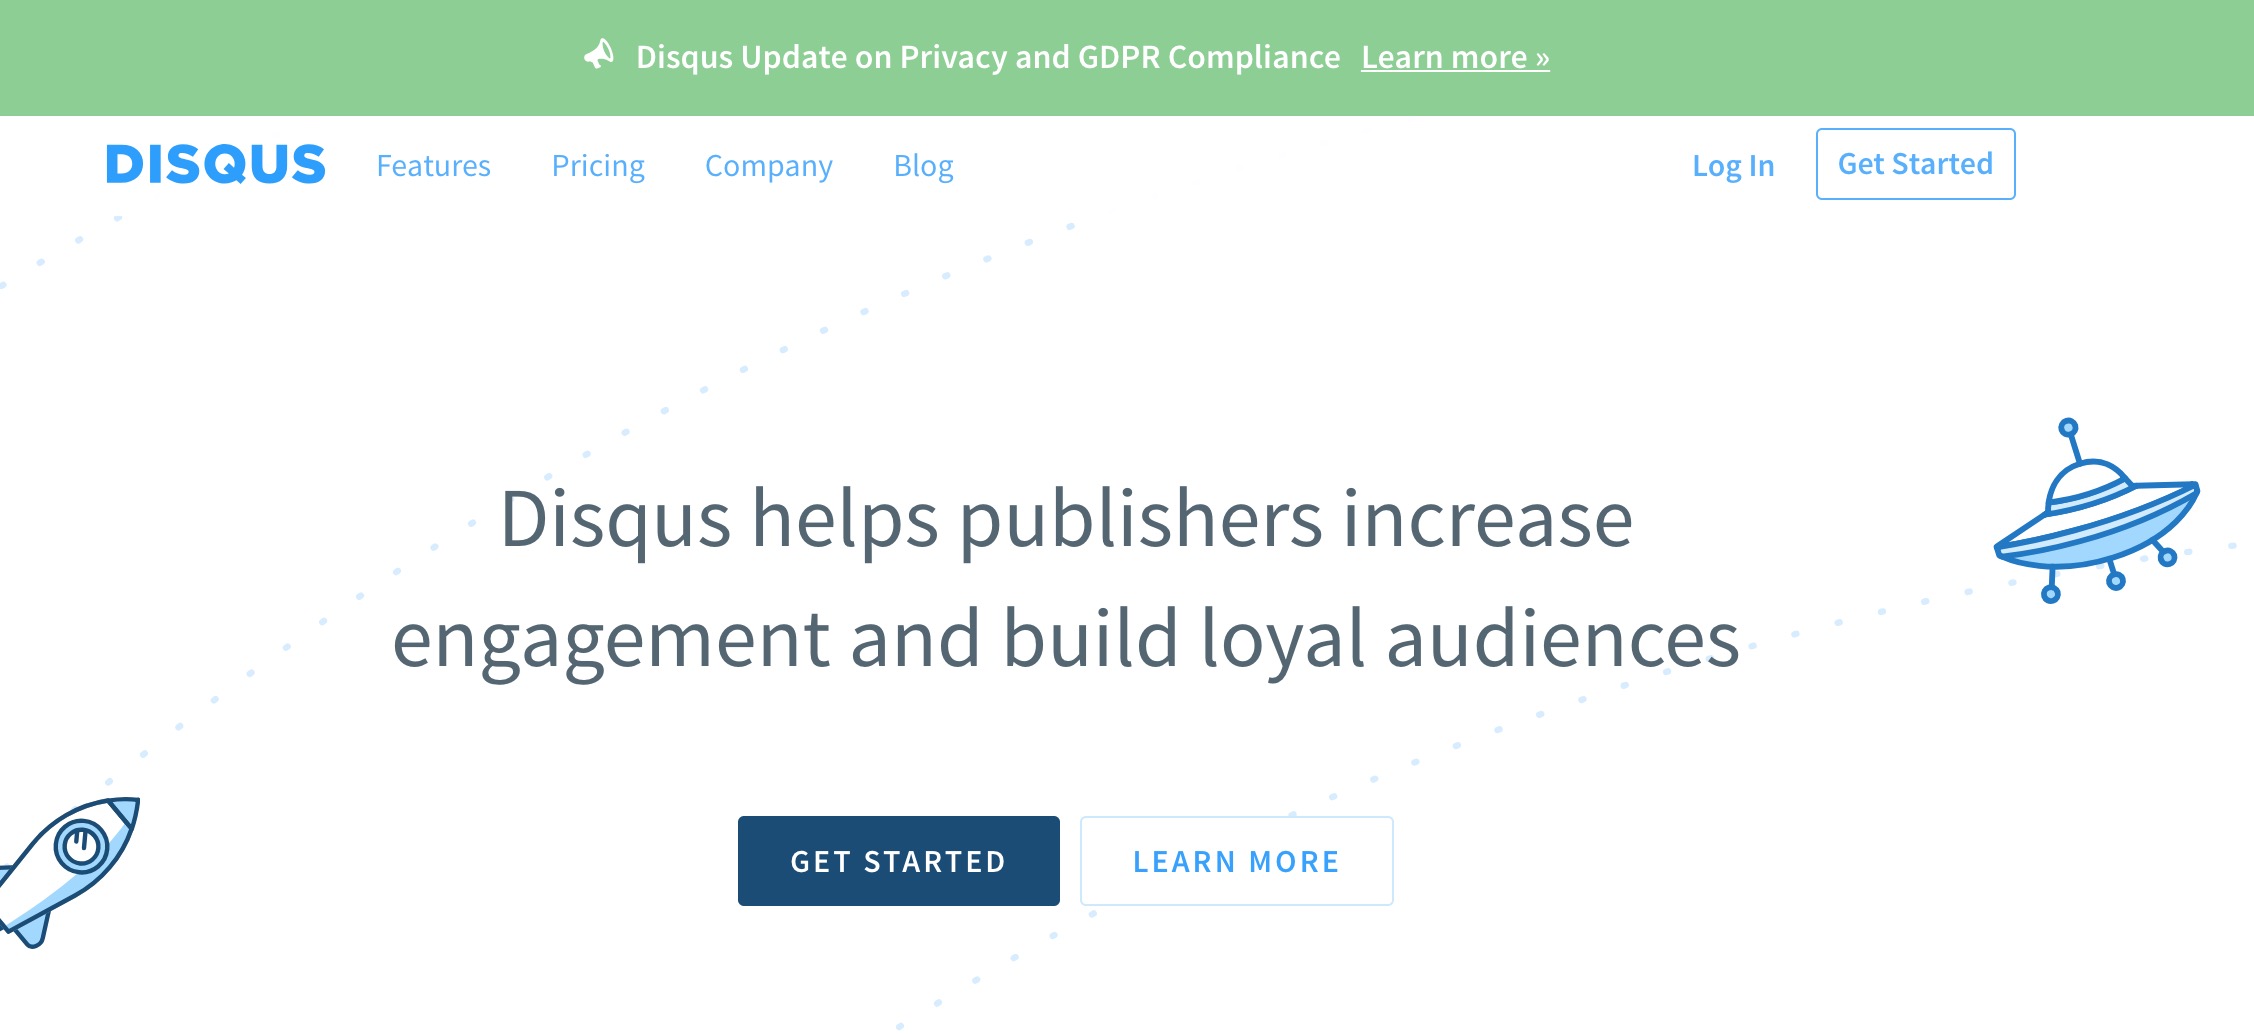 Disqus Update on Privacy and GDPR Compliance Learn more »
DISQUS Features Pricing Company Blog Log In Get Started
Disqus helps publishers increase
engagement and build loyal audiences
GET STARTED LEARN MORE